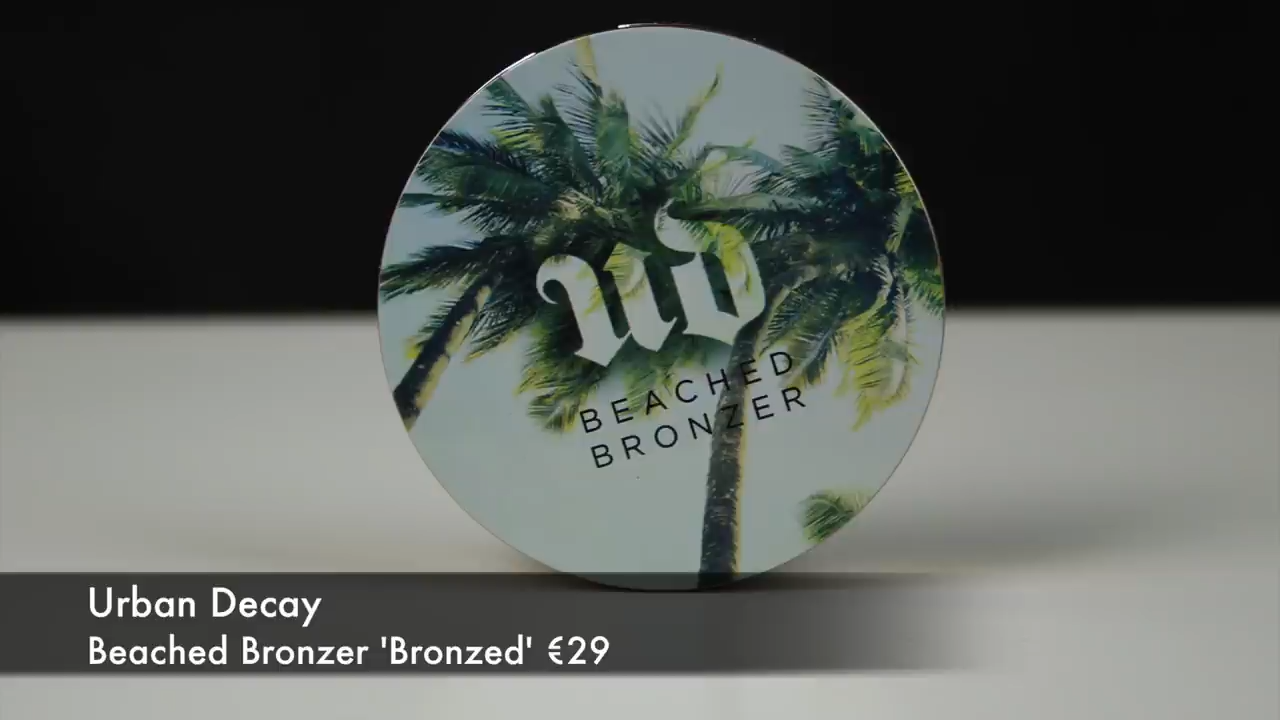 UD
BEACHED
BRONZER
Urban Decay
Beached Bronzer 'Bronzed' €29